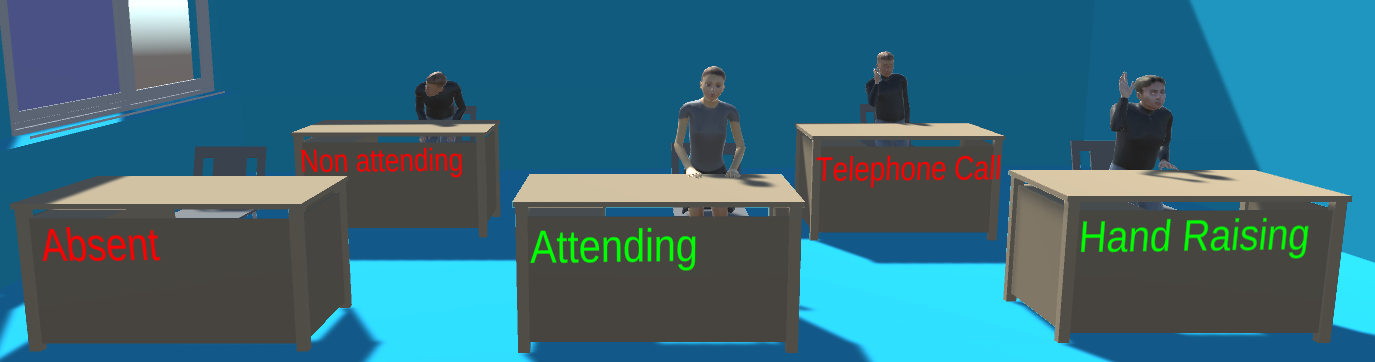 Non attending
Telephone Call
Absent
Attending
Hand Raising